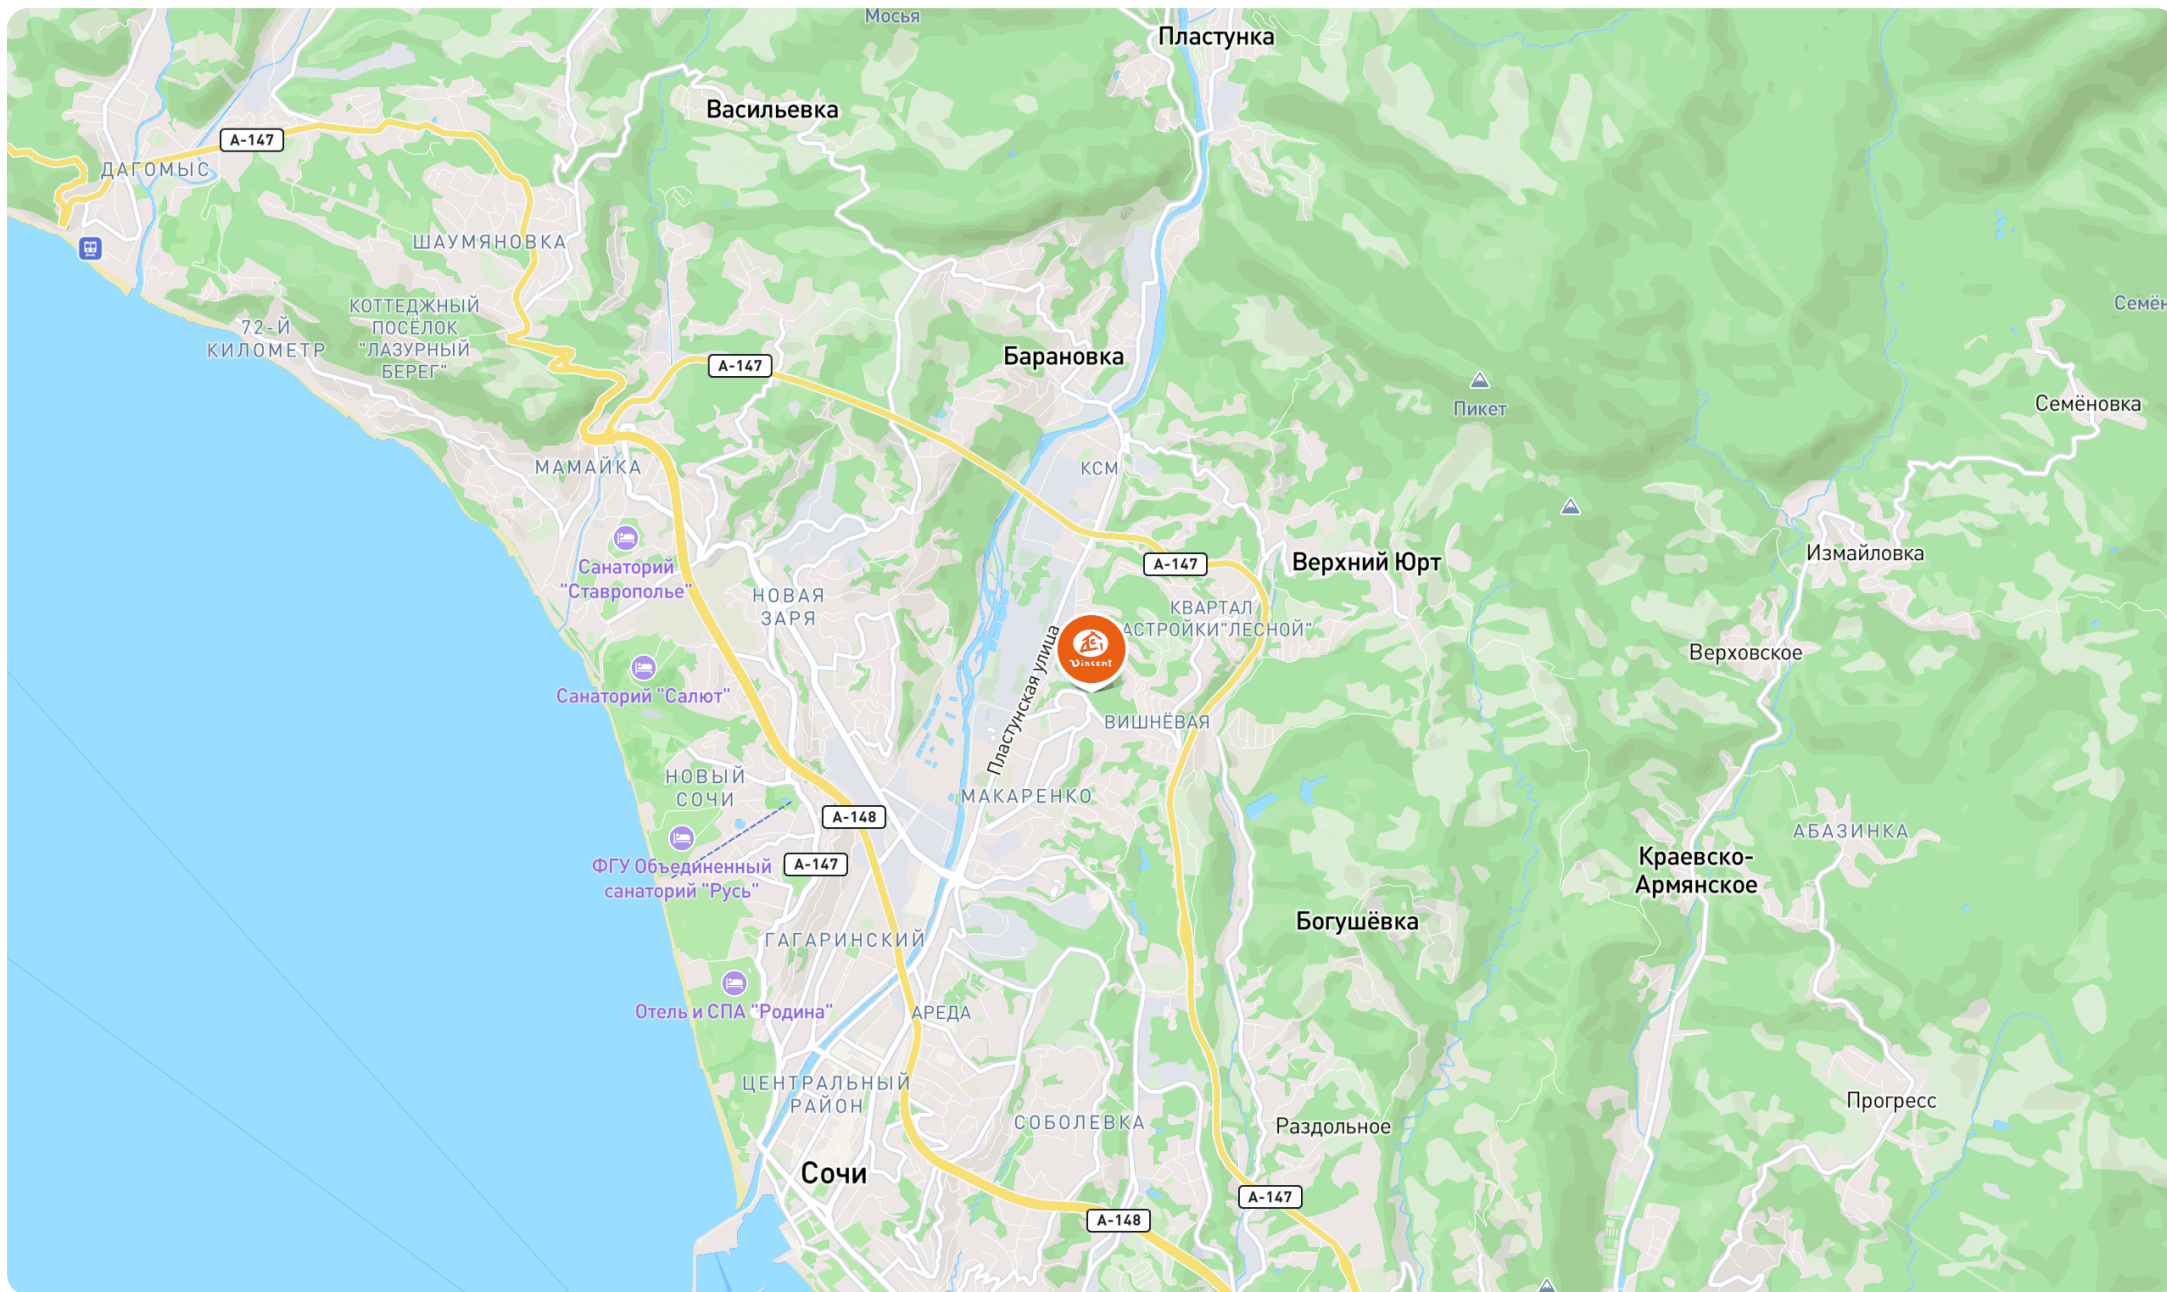 Мосья
Пластунка
Васильевка
А-147
ДАГОМЫС
ШАУМЯНОВКА
КОТТЕДЖНЫЙ
ПОСЁЛОК
"ЛАЗУРНЫЙ
БЕРЕГ"
72-Й
КИЛОМЕТР
Семён
Барановка
А-147
Пикет
Семёновка
МАМАЙКА
КСМ
Санаторий
"Ставрополье"
НОВАЯ
ЗАРЯ
А-147
Верхний Юрт
Измайловка
КВАРТАЛ
АСТРОЙКИ"ЛЕСНОЙ"
Vincent
Пластунская улица
Верховское
Санаторий "Салют"
ВИШНЁВАЯ
НОВЫЙ
СОЧИ
МАКАРЕНКО
А-148
АБАЗИНКА
А-147
ФГУ Объединенный
санаторий "Русь"
Краевско-
Армянское
Богушёвка
ГАГАРИНСКИЙ
Отель и СПА "Родина"
АРЕДА
ЦЕНТРАЛЬНЫЙ
РАЙОН
СОБОЛЕВКА
Раздольное
Прогресс
Сочи
А-147
А-148